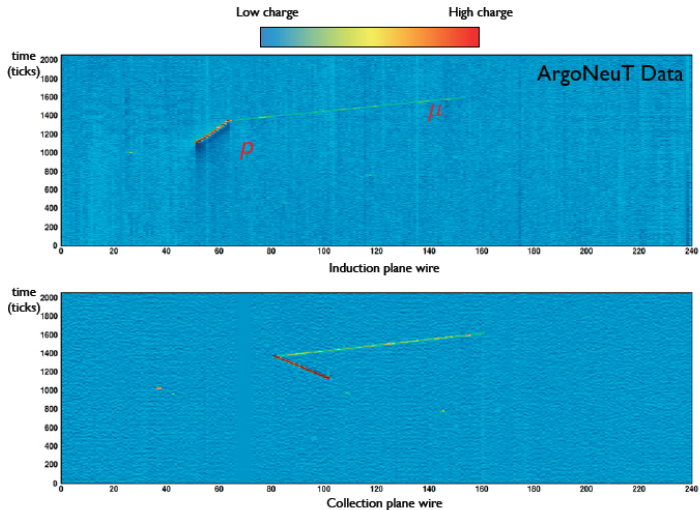 Low charge High charge
time
(ticks)
ArgoNeuT Data
2000
1800
1600
1400
1200
1000
800
600
400
200
0
μ
p
0 20 40 60 80 100 120 140 160 180 200 220 240
Induction plane wire
time
(ticks)
2000
1800
1600
1400
1200
1000
800
600
400
200
0
0 20 40 60 80 100 120 140 160 180 200 220 240
Collection plane wire